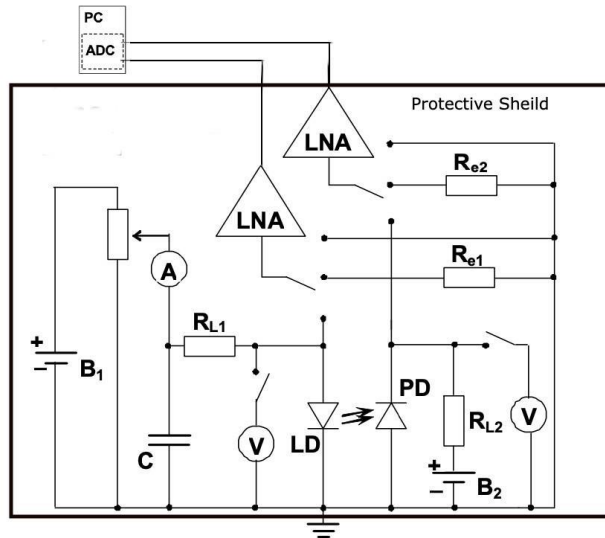 PC
ADC
Protective Sheild
LNA
Re2
LNA
Re1
A
RL1
+
−
B1
PD
V
C
V
LD
RL2
+
−
B2